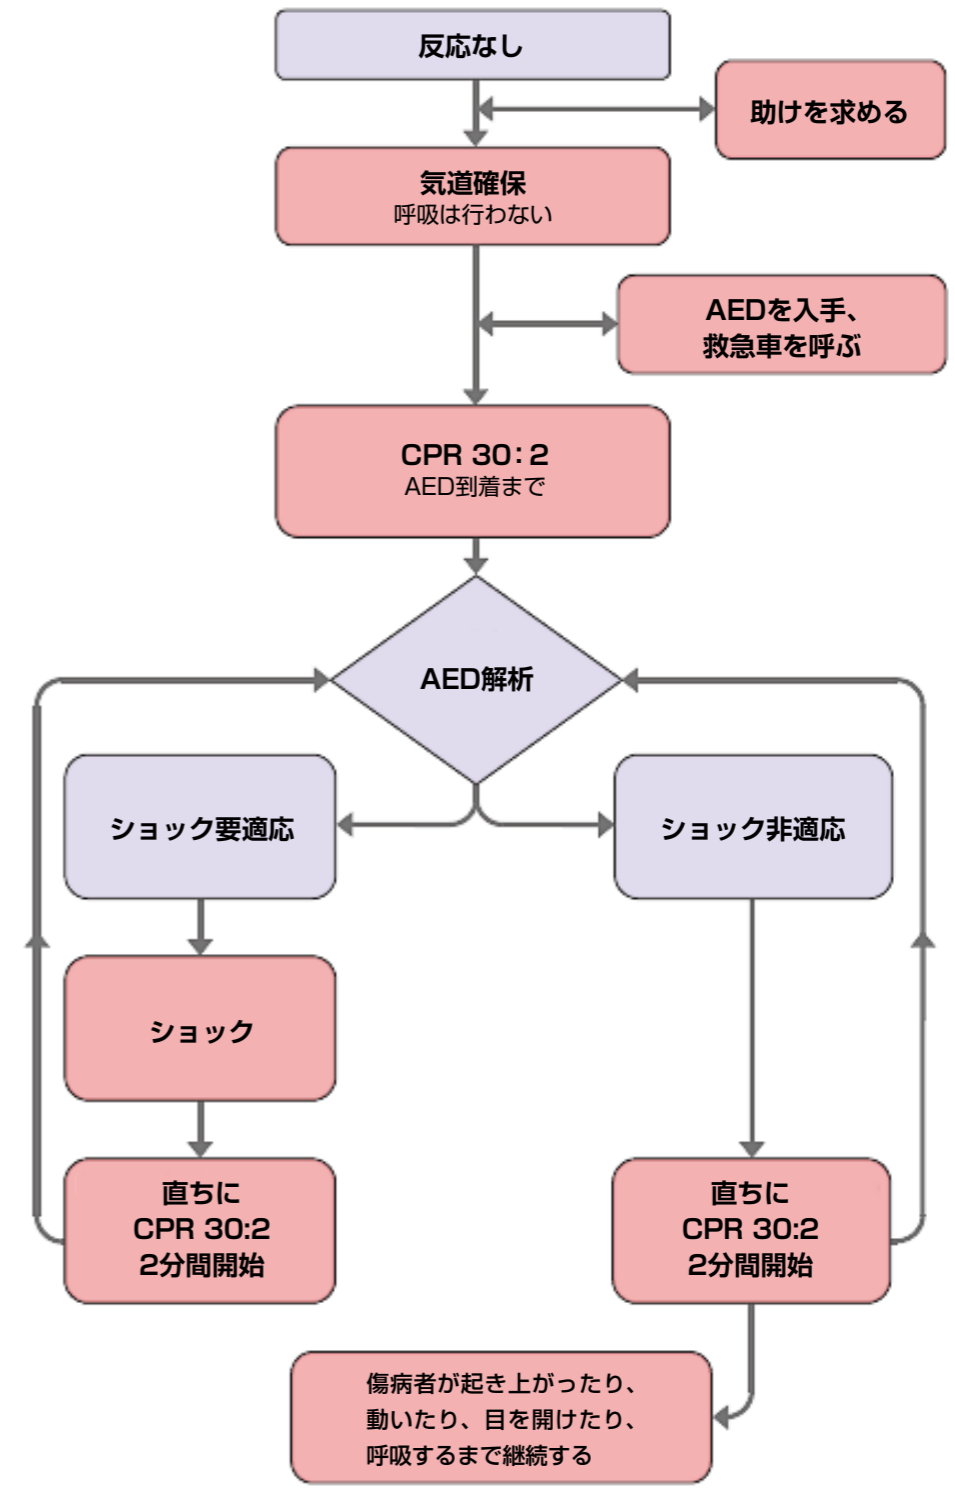 反応なし
助けを求める
気道確保
呼吸は行わない
AEDを入手、
救急車を呼ぶ
CPR 30：2
AED到着まで
AED解析
ショック要適応
ショック非適応
ショック
直ちに
CPR 30:2
2分間開始
直ちに
CPR 30:2
2分間開始
傷病者が起き上がったり、
動いたり、目を開けたり、
呼吸するまで継続する